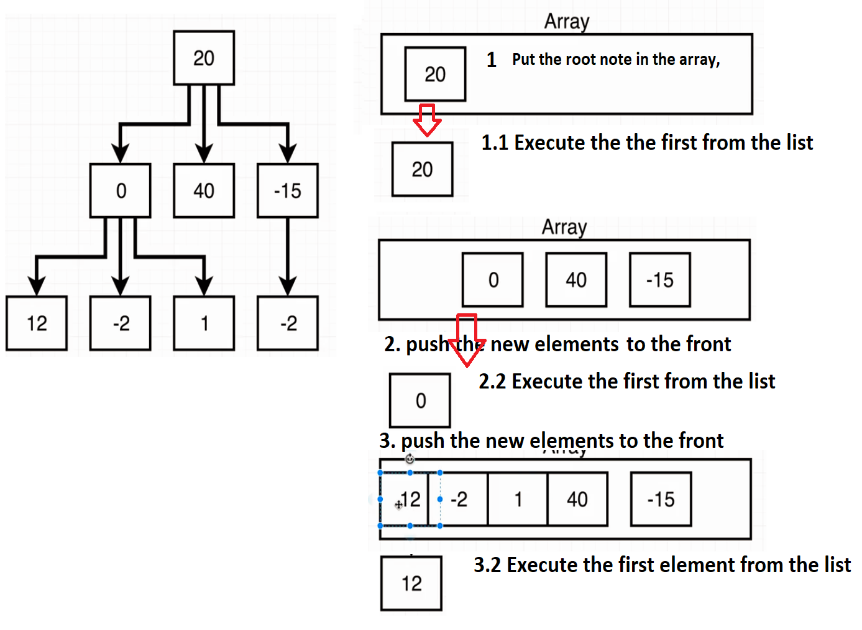 20
0
40
-15
12
-2
1
-2
Array
20
1 Put the root note in the array,
1.1 Execute the the first from the list
20
Array
0 40 -15
2. push the new elements to the front
2.2 Execute the first from the list
0
3. push the new elements to the front
Array
12 -2 1 40 -15
3.2 Execute the first element from the list
12